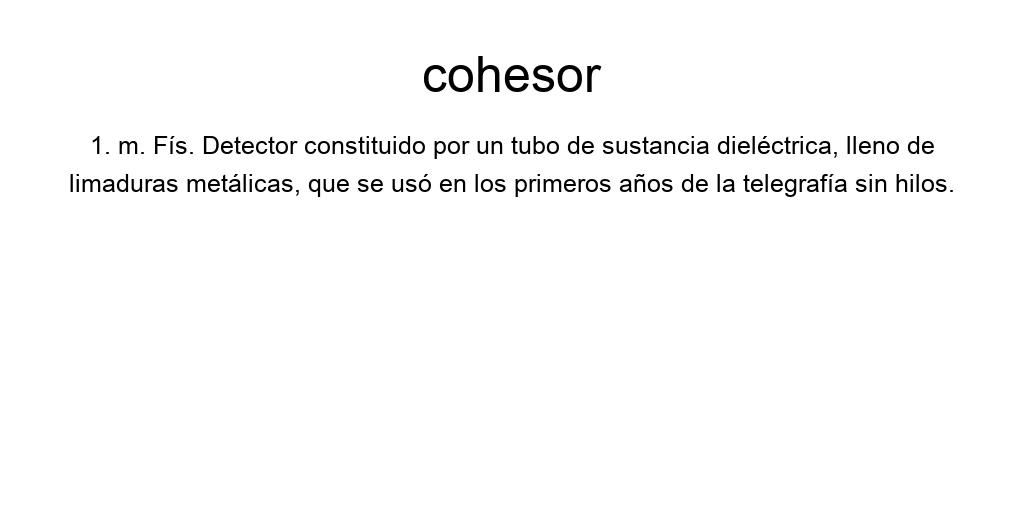 cohesor
1. m. Fís. Detector constituido por un tubo de sustancia dieléctrica, lleno de
limaduras metálicas, que se usó en los primeros años de la telegrafía sin hilos.